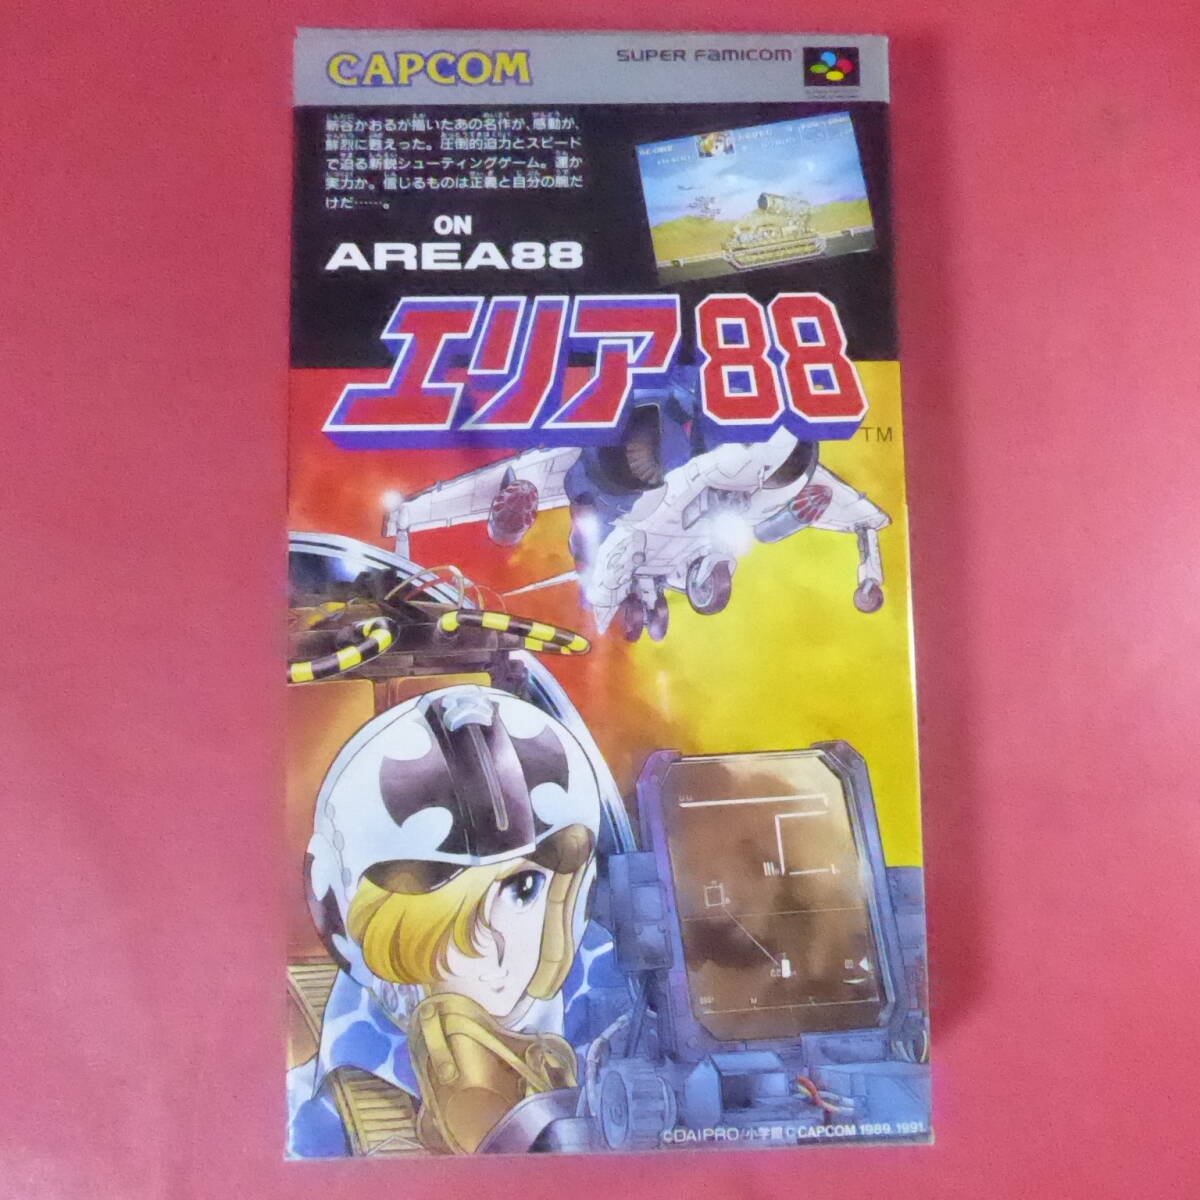 CAPCOM
SUPER FAMICOM
新谷かおるが描いたあの名作が、感動が、
鮮烈に甦えった。圧倒的迫力とスピード
で迫る新鋭シューティングゲーム。運か
実力か。信じるものは正義と自分の腕だ
けだ……。
ON
AREA88
エリア88
TM
©DAIPRO/小学館 © CAPCOM 1989, 1991